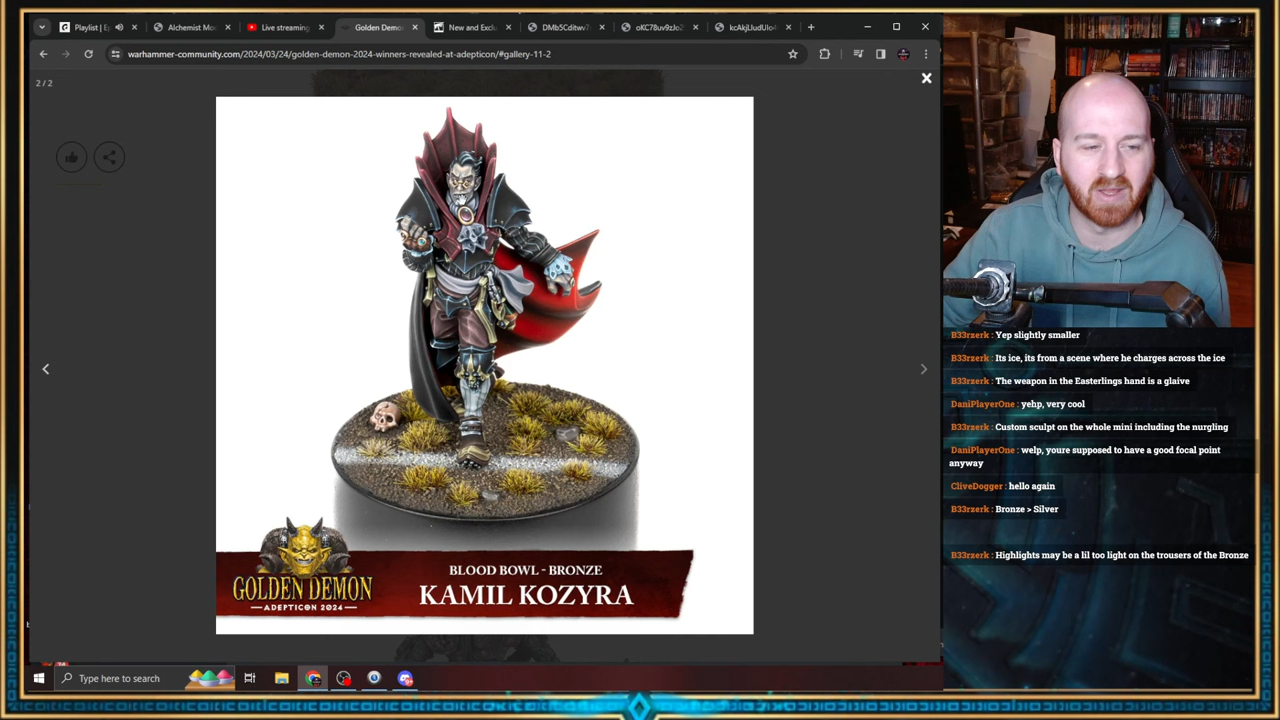 Playlist | E
Alchemist Mo
Live streaming
Golden Demon
New and Exclu
DMb5Cditwv7
oKC78uv9zJo2
kcAkjLludUIo4
warhammer-community.com/2024/03/24/golden-demon-2024-winners-revealed-at-adepticon/#gallery-11-2
2 / 2
GOLDEN DEMON
– ADEPTICON 2024 –
BLOOD BOWL - BRONZE
KAMIL KOZYRA
Type here to search
B33rzerk : Yep slightly smaller
B33rzerk : Its ice, its from a scene where he charges across the ice
B33rzerk : The weapon in the Easterlings hand is a glaive
DaniPlayerOne : yehp, very cool
B33rzerk : Custom sculpt on the whole mini including the nurgling
DaniPlayerOne : welp, youre supposed to have a good focal point
anyway
CliveDogger : hello again
B33rzerk : Bronze > Silver
B33rzerk : Highlights may be a lil too light on the trousers of the Bronze